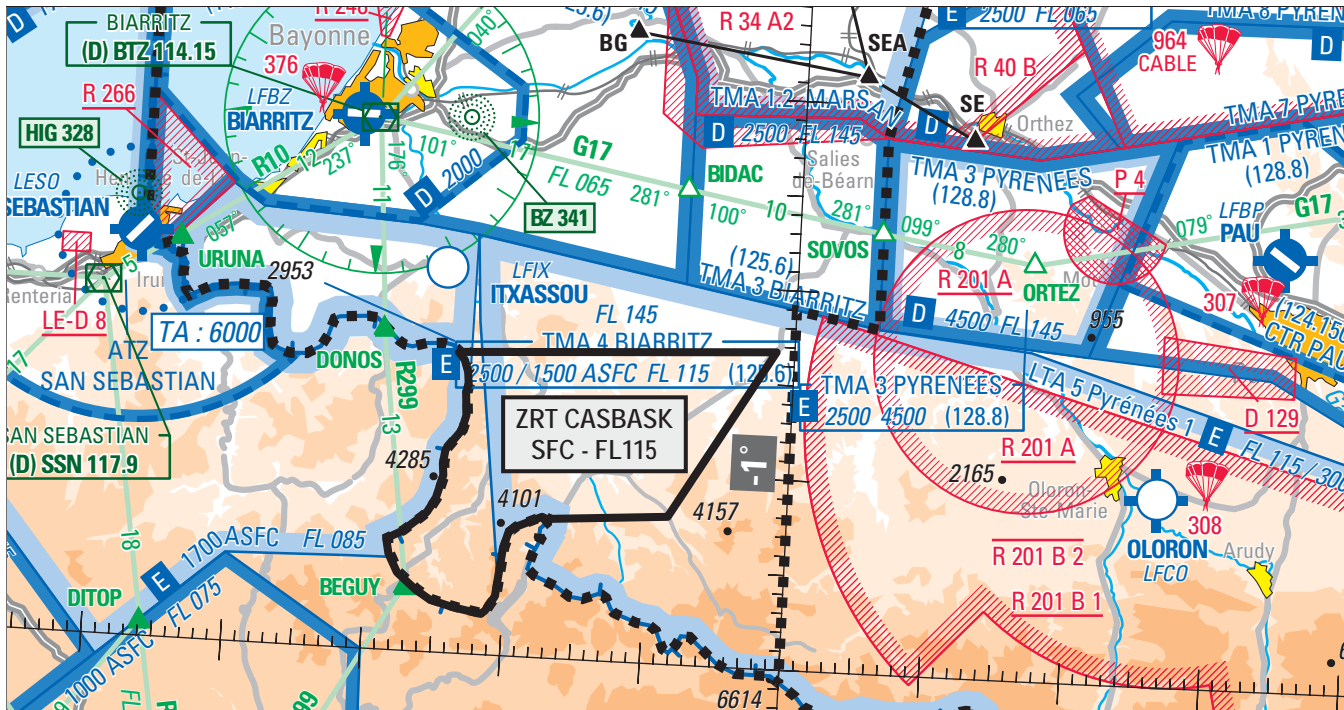 BIARRITZ
(D) BTZ 114.15
Bayonne
376
040°
BG
R 34 A2
SEA
E 2500 FL 065
964
CABLE
D
R 40 B
SE
Orthez
R 266
LFBZ
BIARRITZ
HIG 328
LESO
SEBASTIAN
R10
12
237°
176°
101°
17
G17
FL 065
281°
D 2000
BZ 341
11
TMA 1.2 MARSAN
D 2500 FL 145
D
Salies
de-Béarn
BIDAC
100°
10
281°
099°
8
280°
SOVOS
TMA 3 PYRENEES
(128.8)
P 4
TMA 1 PYREN
(128.8)
079°
G17
LFBP
PAU
057°
URUNA
2953
5
Irun
Renteria
LE-D 8
TA : 6000
ATZ
SAN SEBASTIAN
17
LFIX
ITXASSOU
(125.6)
TMA 3 BIARRITZ
R 201 A
ORTEZ
D 4500 FL 145
955
307
CTR PAU
DONOS
R299
13
FL 145
TMA 4 BIARRITZ
E 2500 / 1500 ASFC FL 115 (125.6)
TMA 3 PYRENEES
E 2500 4500 (128.8)
LTA 5 Pyrénées 1 E FL 115 / 300
D 129
SAN SEBASTIAN
(D) SSN 117.9
ZRT CASBASK
SFC - FL115
4285
4101
4157
-1°
2165
R 201 A
Oloron-
Ste-Marie
308
OLORON
LFCO
Arudy
R 201 B 2
R 201 B 1
18
E 1700 ASFC FL 085
FL 075
1000 ASFC
DITOP
BEGUY
6614